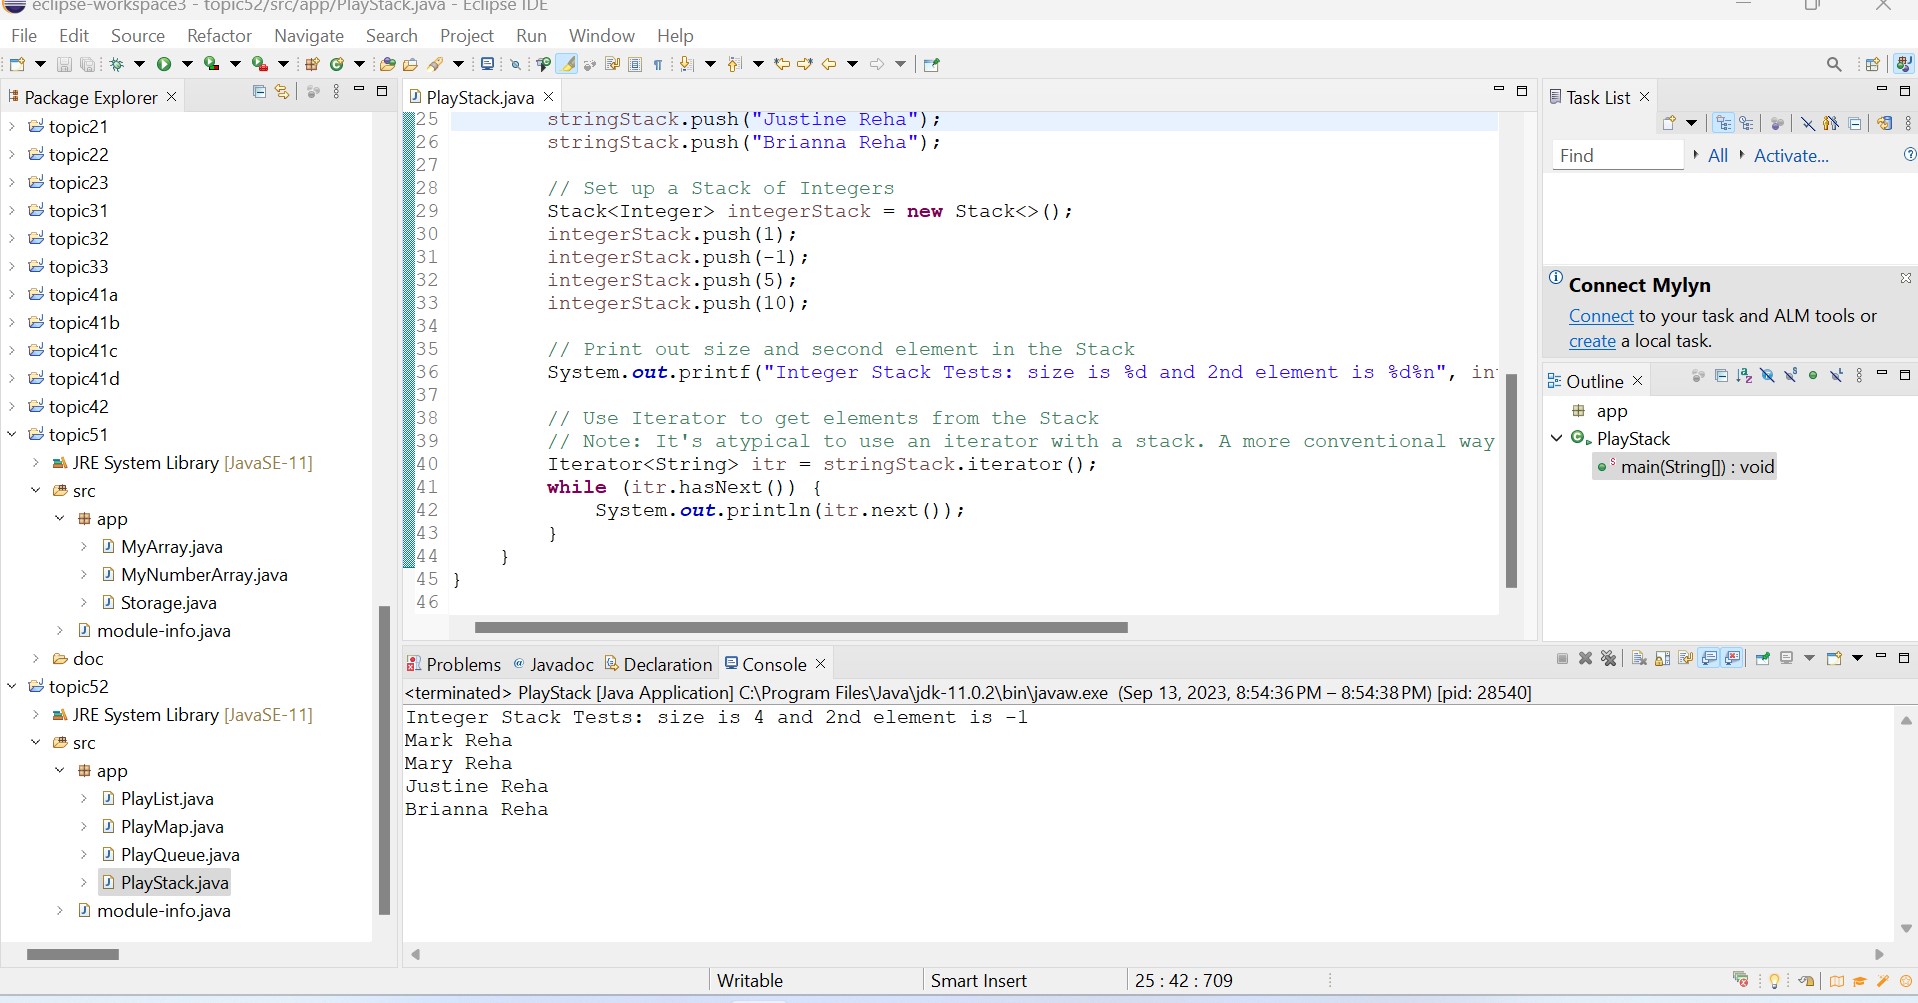 eclipse-workspace3 - topic52/src/app/PlayStack.java - Eclipse IDE
File Edit Source Refactor Navigate Search Project Run Window Help
Package Explorer
topic21
topic22
topic23
topic31
topic32
topic33
topic41a
topic41b
topic41c
topic41d
topic42
topic51
JRE System Library [JavaSE-11]
src
app
MyArray.java
MyNumberArray.java
Storage.java
module-info.java
doc
topic52
JRE System Library [JavaSE-11]
src
app
PlayList.java
PlayMap.java
PlayQueue.java
PlayStack.java
module-info.java
PlayStack.java
25 stringStack.push("Justine Reha");
26 stringStack.push("Brianna Reha");
27
28 // Set up a Stack of Integers
29 Stack<Integer> integerStack = new Stack<>();
30 integerStack.push(1);
31 integerStack.push(-1);
32 integerStack.push(5);
33 integerStack.push(10);
34
35 // Print out size and second element in the Stack
36 System.out.printf("Integer Stack Tests: size is %d and 2nd element is %d%n", in
37
38 // Use Iterator to get elements from the Stack
39 // Note: It's atypical to use an iterator with a stack. A more conventional way
40 Iterator<String> itr = stringStack.iterator();
41 while (itr.hasNext()) {
42 System.out.println(itr.next());
43 }
44 }
45 }
46
Problems Javadoc Declaration Console
<terminated> PlayStack [Java Application] C:\Program Files\Java\jdk-11.0.2\bin\javaw.exe (Sep 13, 2023, 8:54:36 PM – 8:54:38 PM) [pid: 28540]
Integer Stack Tests: size is 4 and 2nd element is -1
Mark Reha
Mary Reha
Justine Reha
Brianna Reha
Task List
Find All Activate...
Connect Mylyn
Connect to your task and ALM tools or
create a local task.
Outline
app
PlayStack
main(String[]) : void
Writable Smart Insert 25 : 42 : 709